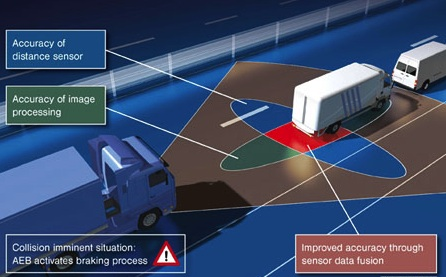 Accuracy of
distance sensor
Accuracy of image
processing
Collision imminent situation:
AEB activates braking process
!
Improved accuracy through
sensor data fusion